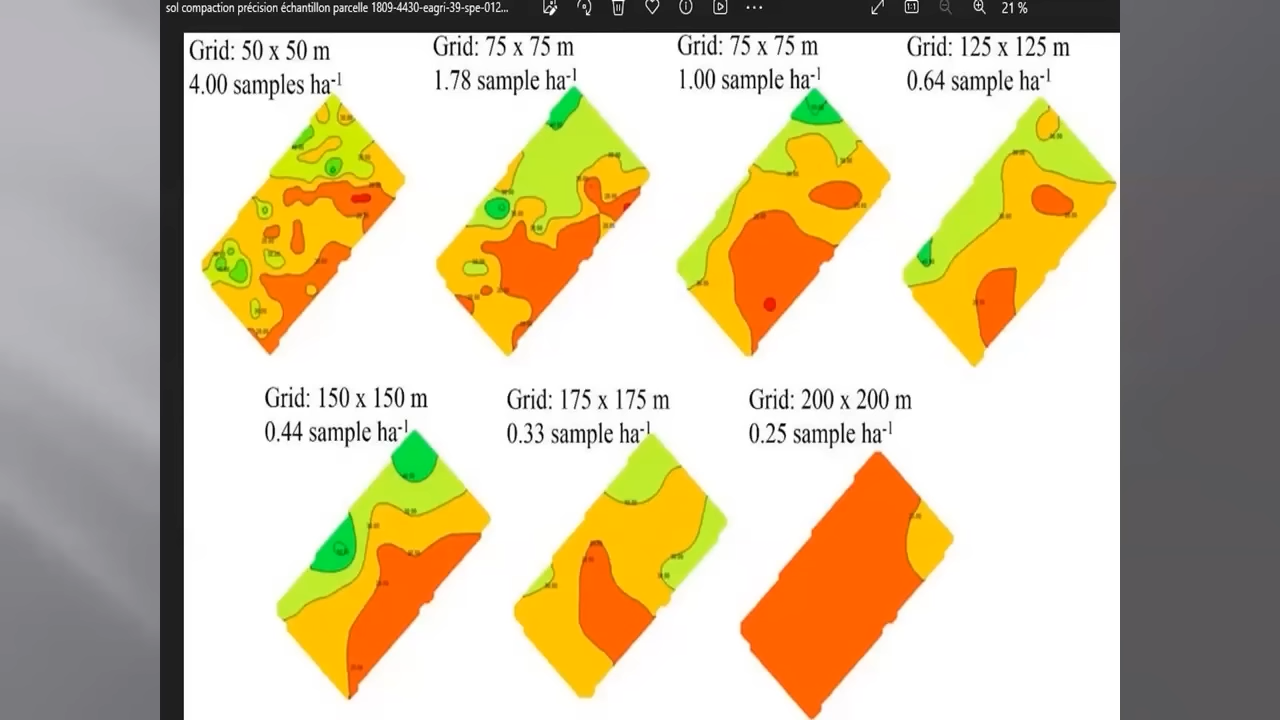 sol compaction précision échantillon parcelle 1809-4430-eagri-39-spe-012...
21 %
Grid: 50 x 50 m
4.00 samples ha-1
Grid: 75 x 75 m
1.78 sample ha-1
Grid: 75 x 75 m
1.00 sample ha-1
Grid: 125 x 125 m
0.64 sample ha-1
Grid: 150 x 150 m
0.44 sample ha-1
Grid: 175 x 175 m
0.33 sample ha-1
Grid: 200 x 200 m
0.25 sample ha-1